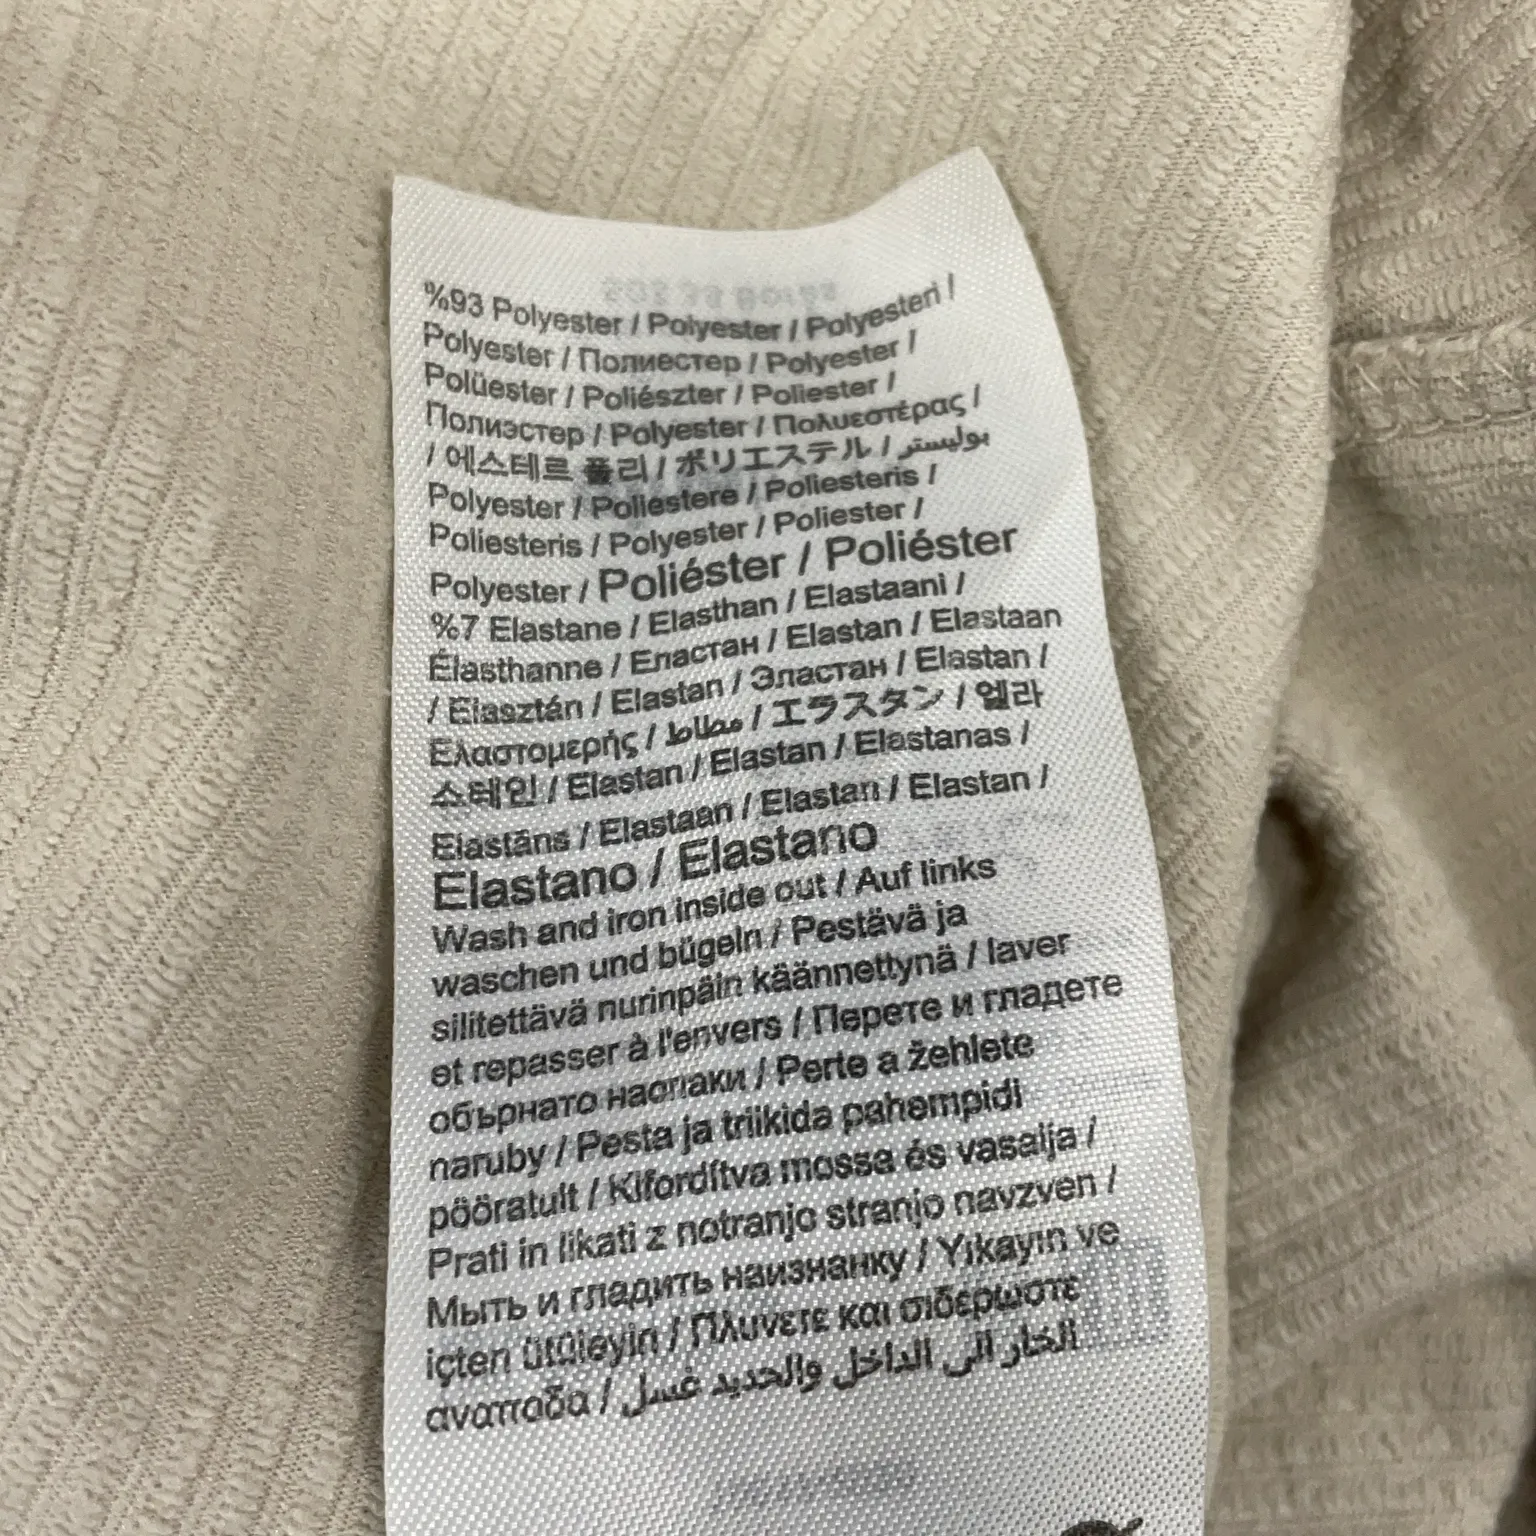 %93 Polyester / Polyester / Polyesteri /
Polyester / Полиестер / Polyester /
Polüester / Poliészter / Poliester /
Полиэстер / Polyester / Πολυεστέρας /
/ 에스테르 폴리 / ポリエステル / بوليستر
Polyester / Poliestere / Poliesteris /
Poliesteris / Polyester / Poliester /
Polyester / Poliéster / Poliéster
%7 Elastane / Elasthan / Elastaani /
Élasthanne / Еластан / Elastan / Elastaan
/ Elasztán / Elastan / Эластан / Elastan /
Ελαστομερής / مطاط / エラスタン / 엘라
스테인 / Elastan / Elastan / Elastanas /
Elastāns / Elastaan / Elastan / Elastan /
Elastano / Elastano
Wash and iron inside out / Auf links
waschen und bügeln / Pestävä ja
silitettävä nurinpäin käännettynä / laver
et repasser à l'envers / Перете и гладете
обърнато наопаки / Perte a žehlete
naruby / Pesta ja triikida pahempidi
pööratult / Kifordítva mossa és vasalja /
Prati in likati z notranjo stranjo navzven /
Мыть и гладить наизнанку / Yıkayın ve
içten ütüleyin / Πλυνετε και σιδερωστε
αναποδα / الخار الى الداخل والحديد غسل